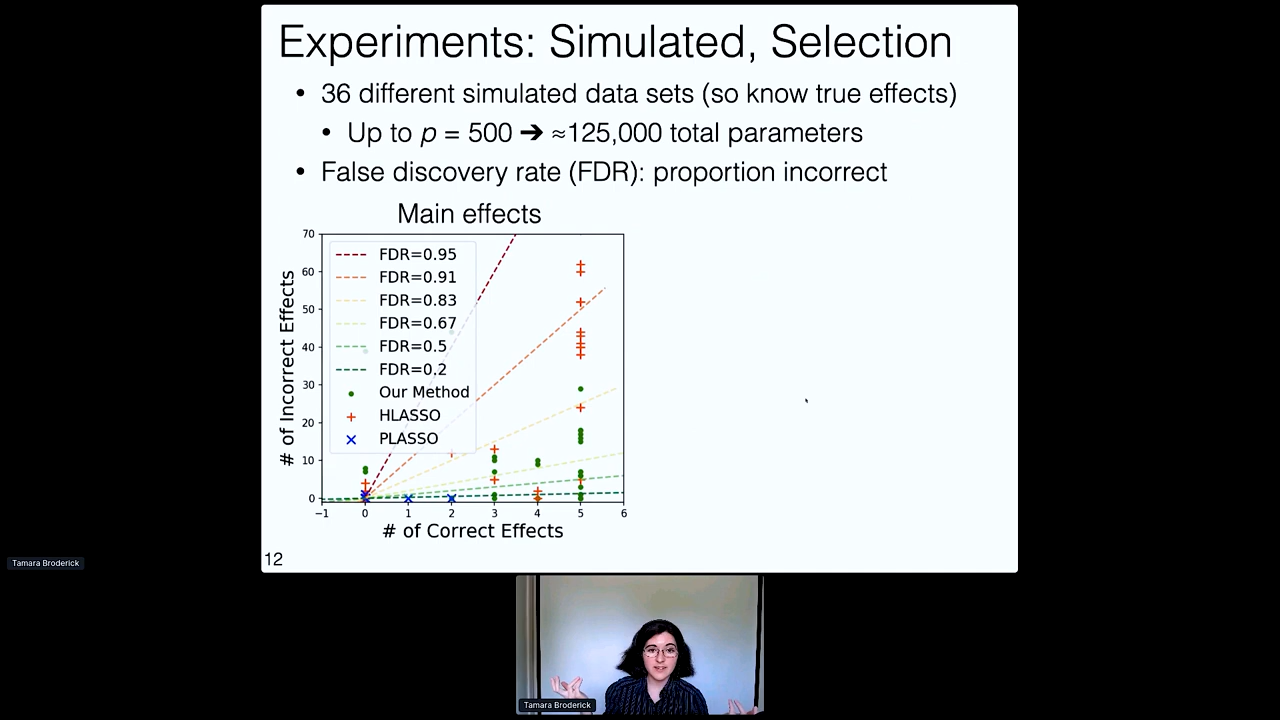 Experiments: Simulated, Selection
• 36 different simulated data sets (so know true effects)
• Up to p = 500 ➔ ≈125,000 total parameters
• False discovery rate (FDR): proportion incorrect
Main effects
70
60
50
40
30
20
10
0
# of Incorrect Effects
FDR=0.95
FDR=0.91
FDR=0.83
FDR=0.67
FDR=0.5
FDR=0.2
Our Method
HLASSO
PLASSO
−1 0 1 2 3 4 5 6
# of Correct Effects
12
Tamara Broderick
Tamara Broderick